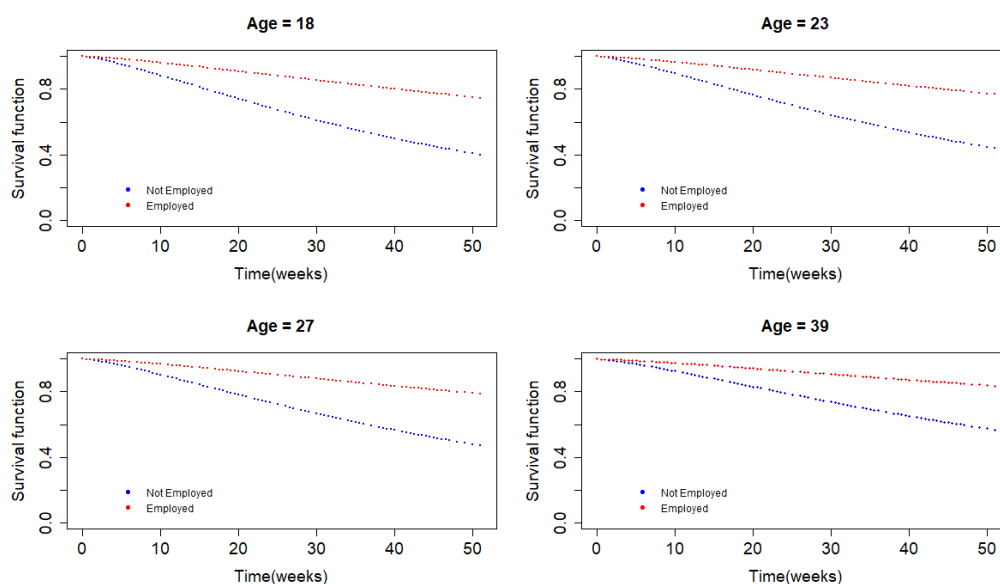 Age = 18
Survival function
0.0
0.4
0.8
Not Employed
Employed
0 10 20 30 40 50
Time(weeks)
Age = 23
Survival function
0.0
0.4
0.8
Not Employed
Employed
0 10 20 30 40 50
Time(weeks)
Age = 27
Survival function
0.0
0.4
0.8
Not Employed
Employed
0 10 20 30 40 50
Time(weeks)
Age = 39
Survival function
0.0
0.4
0.8
Not Employed
Employed
0 10 20 30 40 50
Time(weeks)